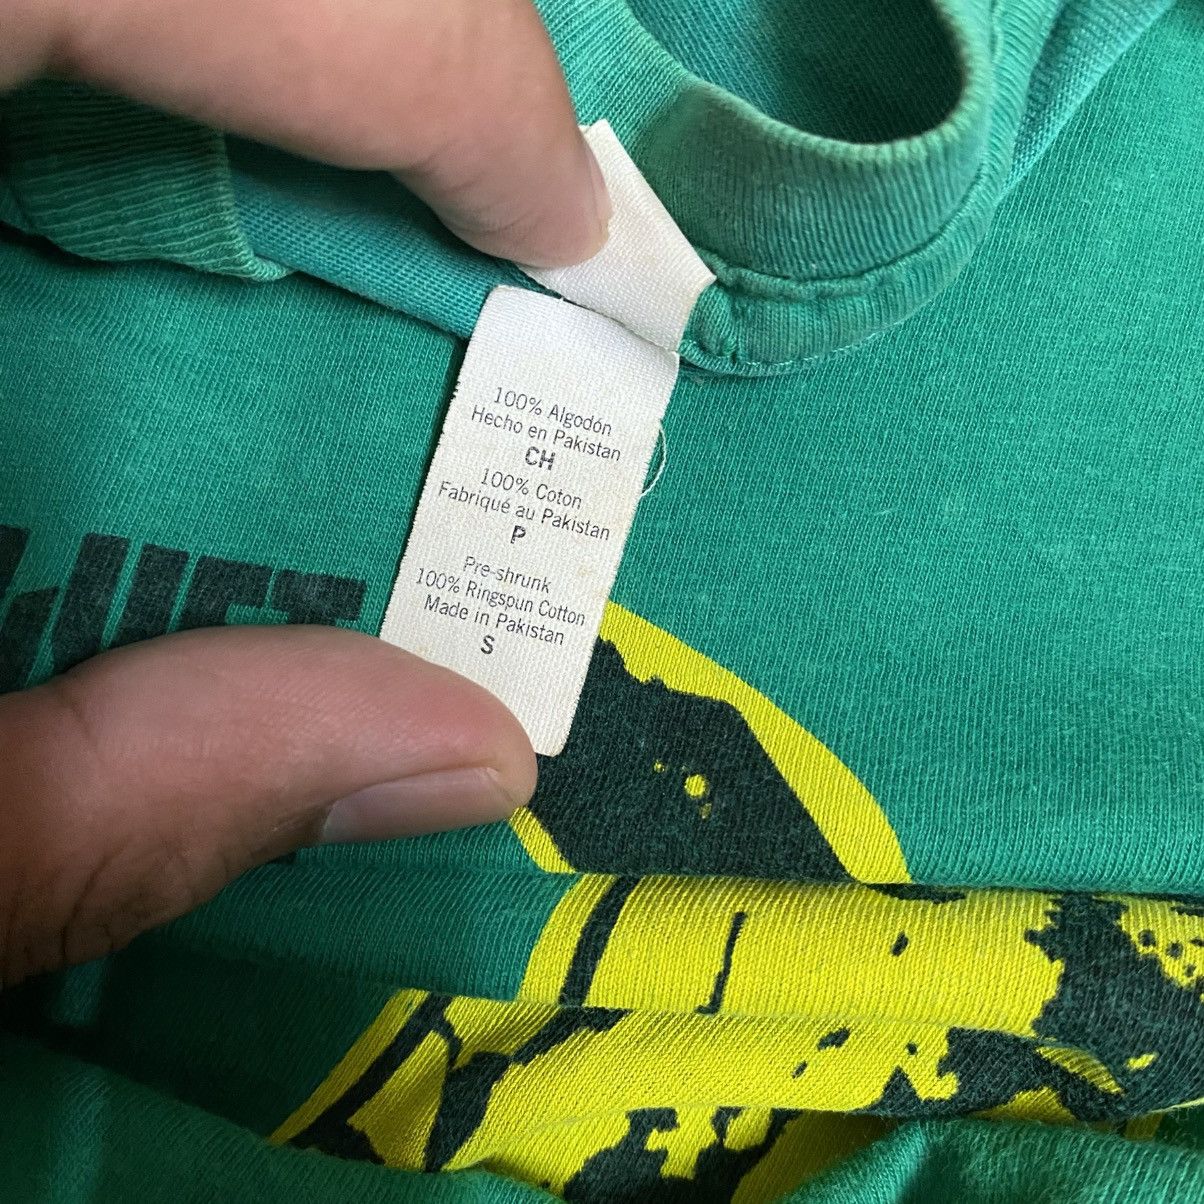 100% Algodón
Hecho en Pakistan
CH
100% Coton
Fabriqué au Pakistan
P
Pre-shrunk
100% Ringspun Cotton
Made in Pakistan
S